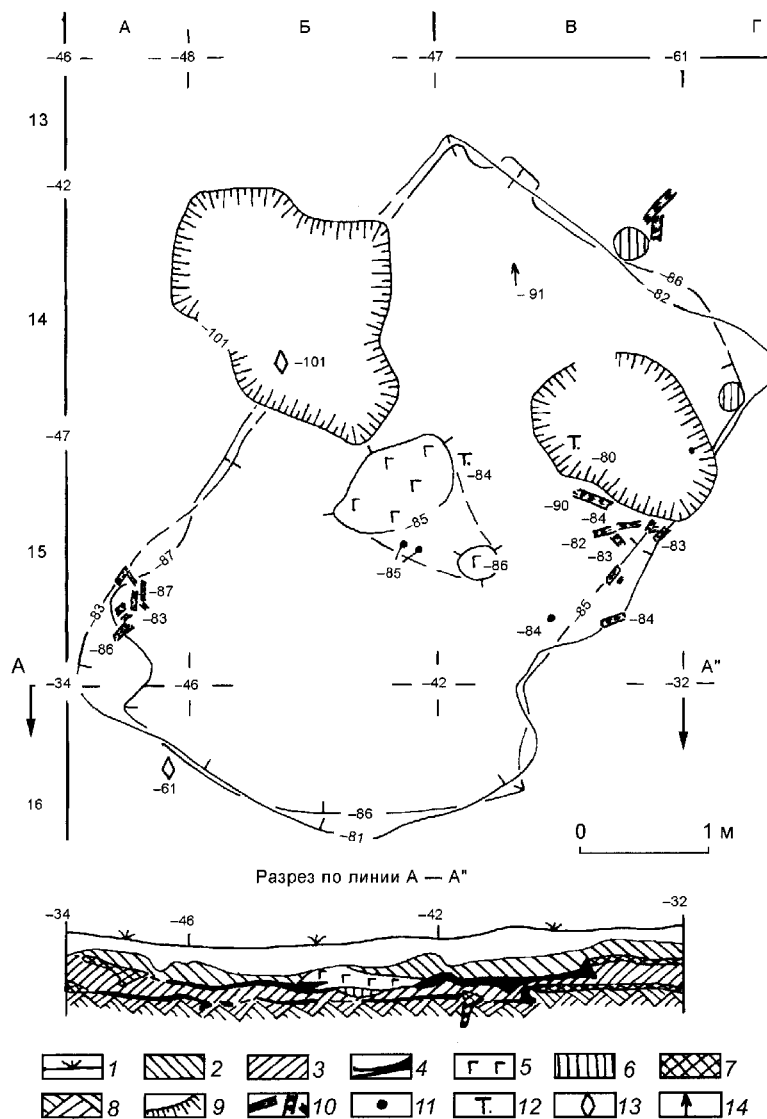 А Б В Г
-46 -48 -47 -61
13
-42
-86
-82
14
-91
-101
-101
-47
Т.
-80
Г Г Г Г
Т.
-84
-90
-84
-85
-82
-83
-83
15
-87
-85
Г
-86
-87
-83
-83
-86
-85
-84
-84
А А"
-34 -46 -42 -32
-61
16
-86
-81
0 1 м
Разрез по линии А — А"
-34 -46 -42 -32
Г Г Г Г
1 2 3 4 Г Г 5 6 7
8 9 10 11 Т. 12 13 14